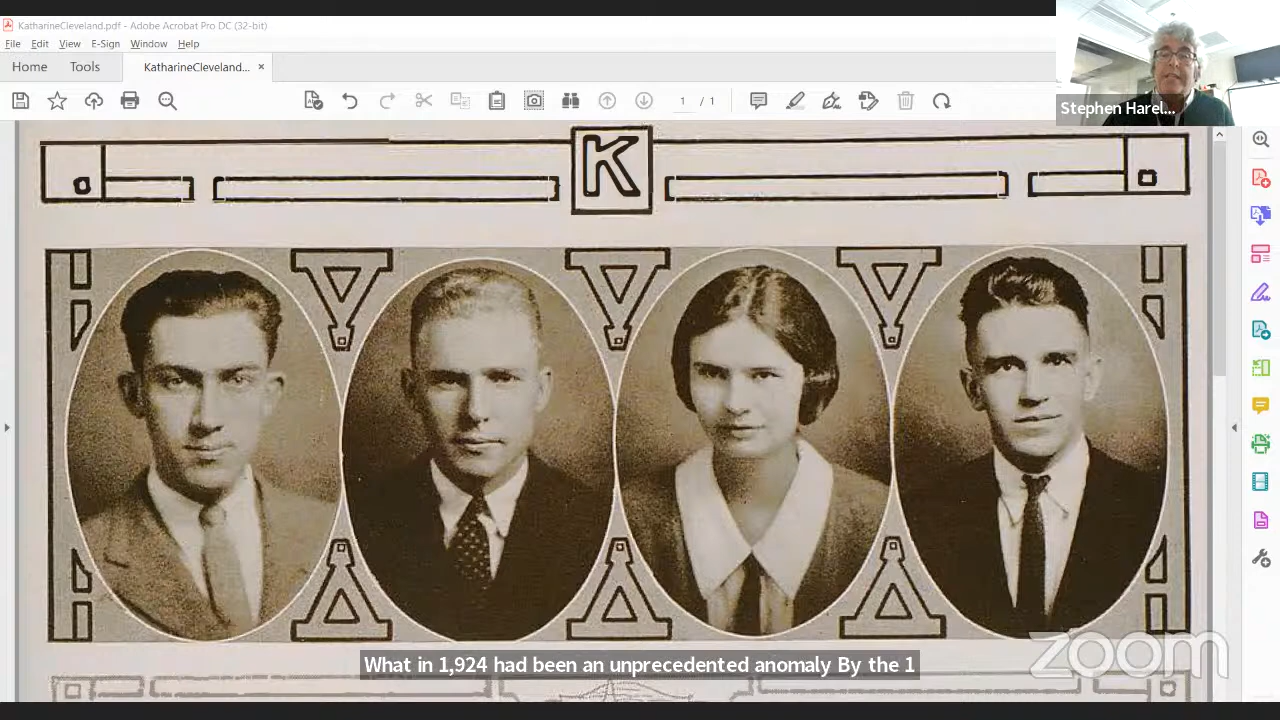 KatharineCleveland.pdf - Adobe Acrobat Pro DC (32-bit)
File Edit View E-Sign Window Help
Home Tools KatharineCleveland... ×
1 / 1
Stephen Harel...
K
What in 1,924 had been an unprecedented anomaly By the 1
zoom